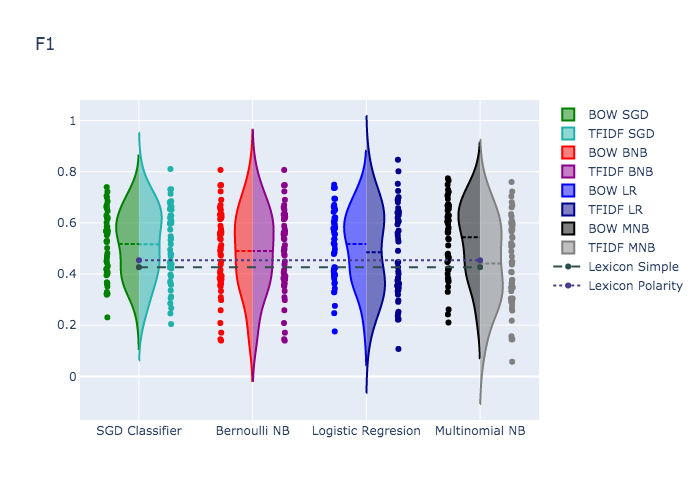 F1
1
0.8
0.6
0.4
0.2
0
SGD Classifier
Bernoulli NB
Logistic Regresion
Multinomial NB
BOW SGD
TFIDF SGD
BOW BNB
TFIDF BNB
BOW LR
TFIDF LR
BOW MNB
TFIDF MNB
Lexicon Simple
Lexicon Polarity